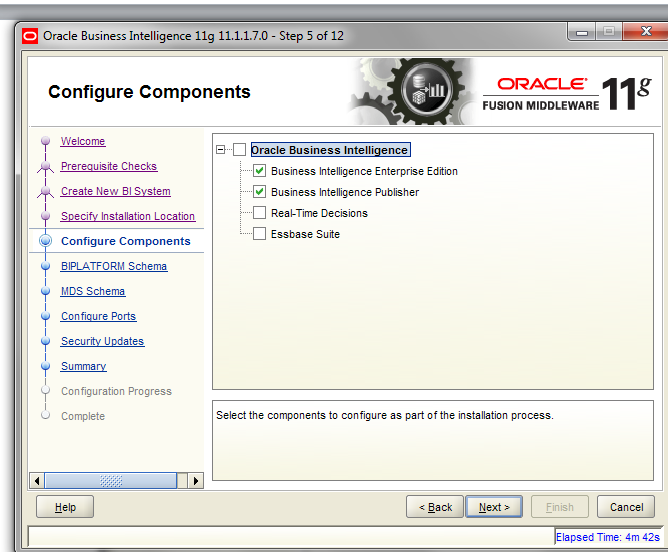 Oracle Business Intelligence 11g 11.1.1.7.0 - Step 5 of 12
Configure Components
ORACLE®
FUSION MIDDLEWARE 11g
Welcome
Prerequisite Checks
Create New BI System
Specify Installation Location
Configure Components
BIPLATFORM Schema
MDS Schema
Configure Ports
Security Updates
Summary
Configuration Progress
Complete
Oracle Business Intelligence
Business Intelligence Enterprise Edition
Business Intelligence Publisher
Real-Time Decisions
Essbase Suite
Select the components to configure as part of the installation process.
Help
< Back
Next >
Finish
Cancel
Elapsed Time: 4m 42s